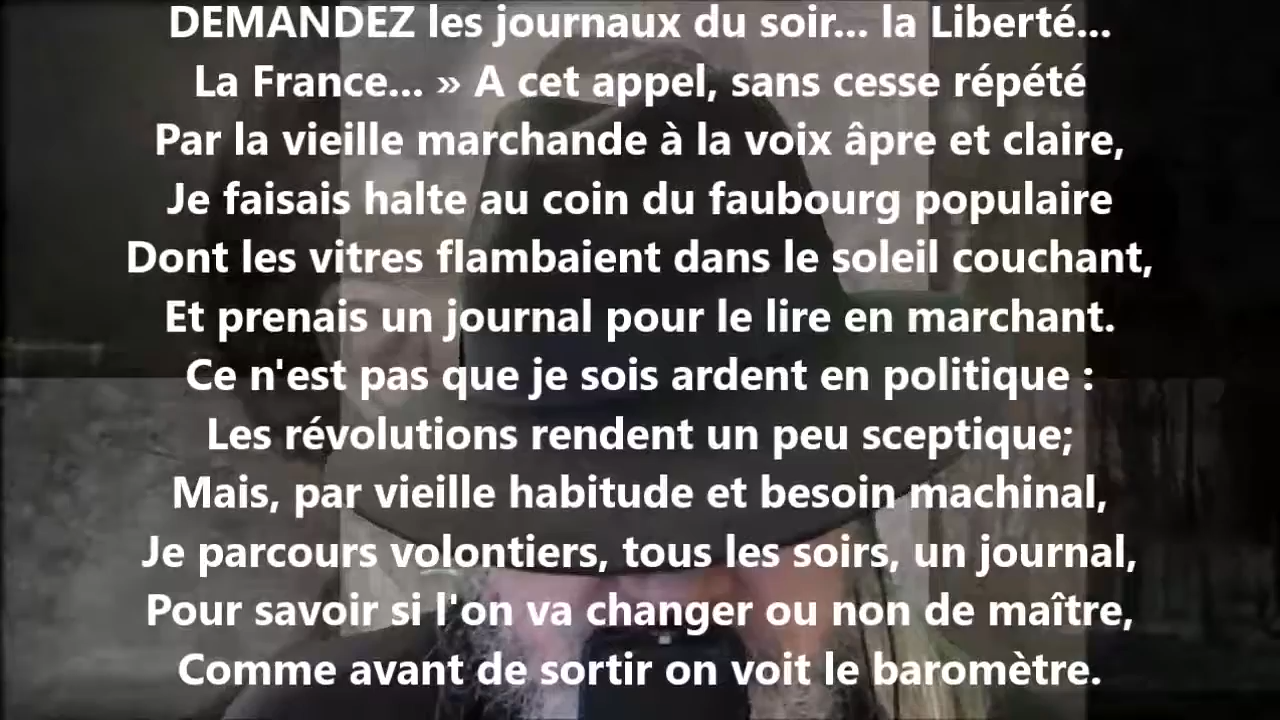 DEMANDEZ les journaux du soir... la Liberté...
La France... » A cet appel, sans cesse répété
Par la vieille marchande à la voix âpre et claire,
Je faisais halte au coin du faubourg populaire
Dont les vitres flambaient dans le soleil couchant,
Et prenais un journal pour le lire en marchant.
Ce n'est pas que je sois ardent en politique :
Les révolutions rendent un peu sceptique;
Mais, par vieille habitude et besoin machinal,
Je parcours volontiers, tous les soirs, un journal,
Pour savoir si l'on va changer ou non de maître,
Comme avant de sortir on voit le baromètre.